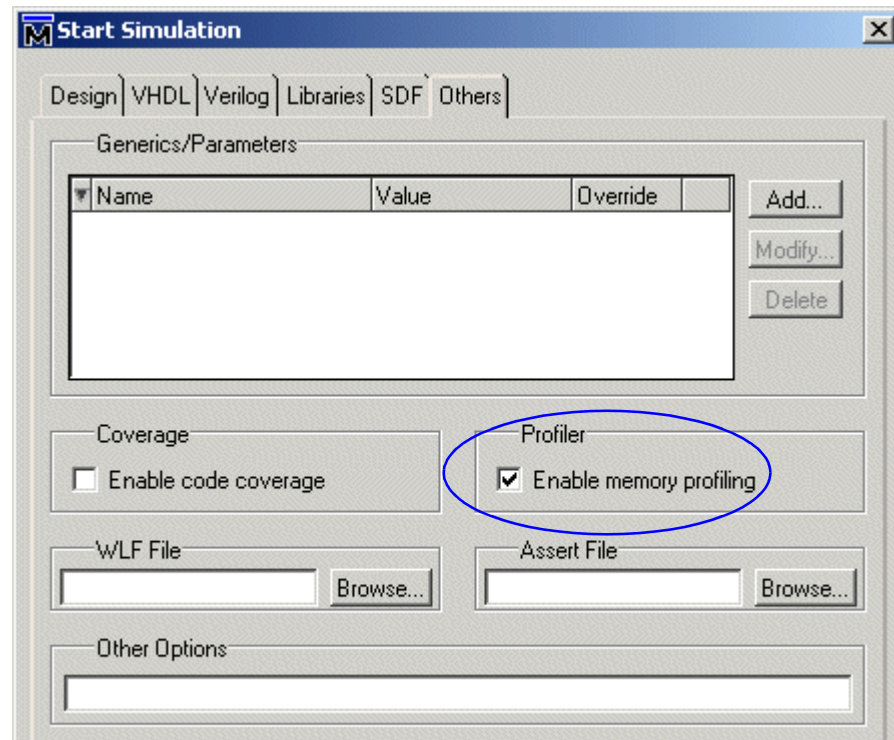 Start Simulation
Design VHDL Verilog Libraries SDF Others
Generics/Parameters
Name Value Override
Add...
Modify...
Delete
Coverage
Enable code coverage
Profiler
Enable memory profiling
WLF File
Browse...
Assert File
Browse...
Other Options